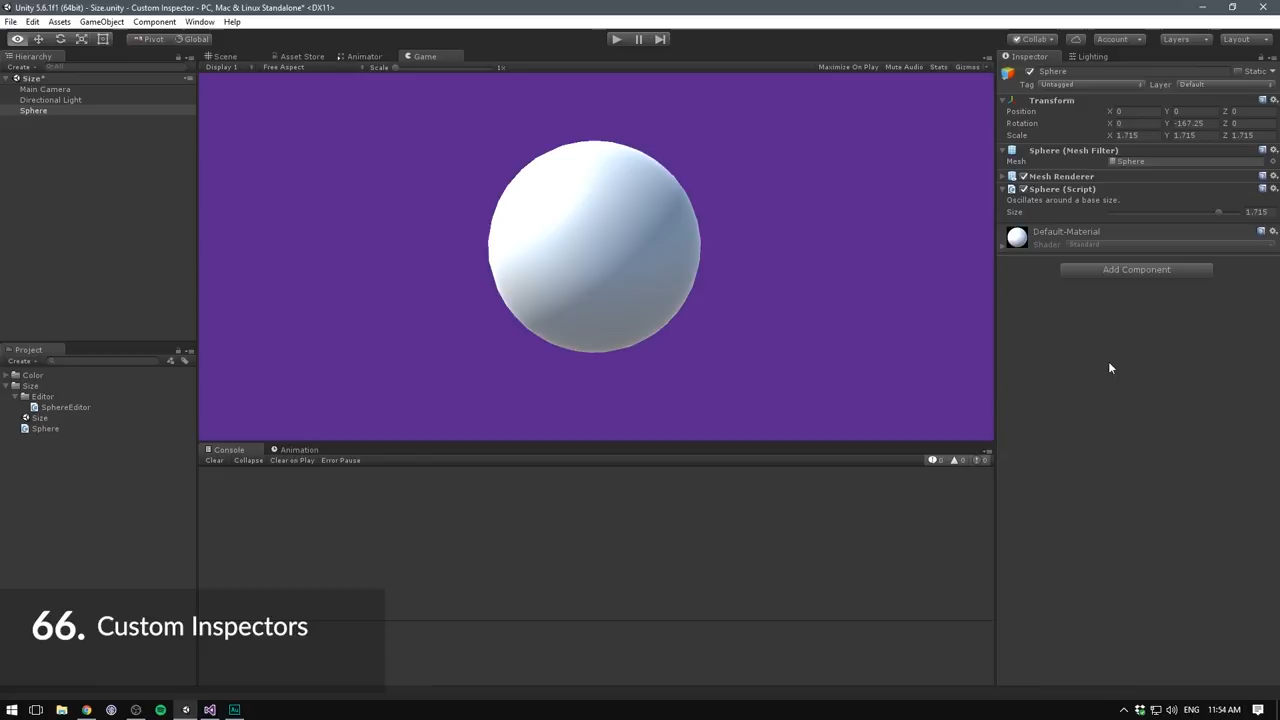 Unity 5.6.1f1 (64bit) - Size.unity - Custom Inspector - PC, Mac & Linux Standalone* <DX11>
File Edit Assets GameObject Component Window Help
Pivot Global Collab Account Layers Layout
Hierarchy Scene Asset Store Animator Game Inspector Lighting
Create All Display 1 Free Aspect Scale 1x Maximize On Play Mute Audio Stats Gizmos
Sphere Static
Size*
Tag Untagged Layer Default
Main Camera
Directional Light
Sphere
Transform
Position X 0 Y 0 Z 0
Rotation X 0 Y -167.25 Z 0
Scale X 1.715 Y 1.715 Z 1.715
Sphere (Mesh Filter)
Mesh Sphere
Mesh Renderer
Sphere (Script)
Oscillates around a base size.
Size 1.715
Default-Material
Shader Standard
Add Component
Project
Create
Color
Size
Editor
SphereEditor
Size
Sphere
Console Animation
Clear Collapse Clear on Play Error Pause 0 0 0
66. Custom Inspectors
11:54 AM